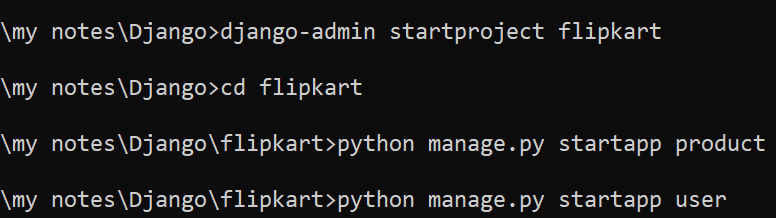 \my notes\Django>django-admin startproject flipkart
\my notes\Django>cd flipkart
\my notes\Django\flipkart>python manage.py startapp product
\my notes\Django\flipkart>python manage.py startapp user